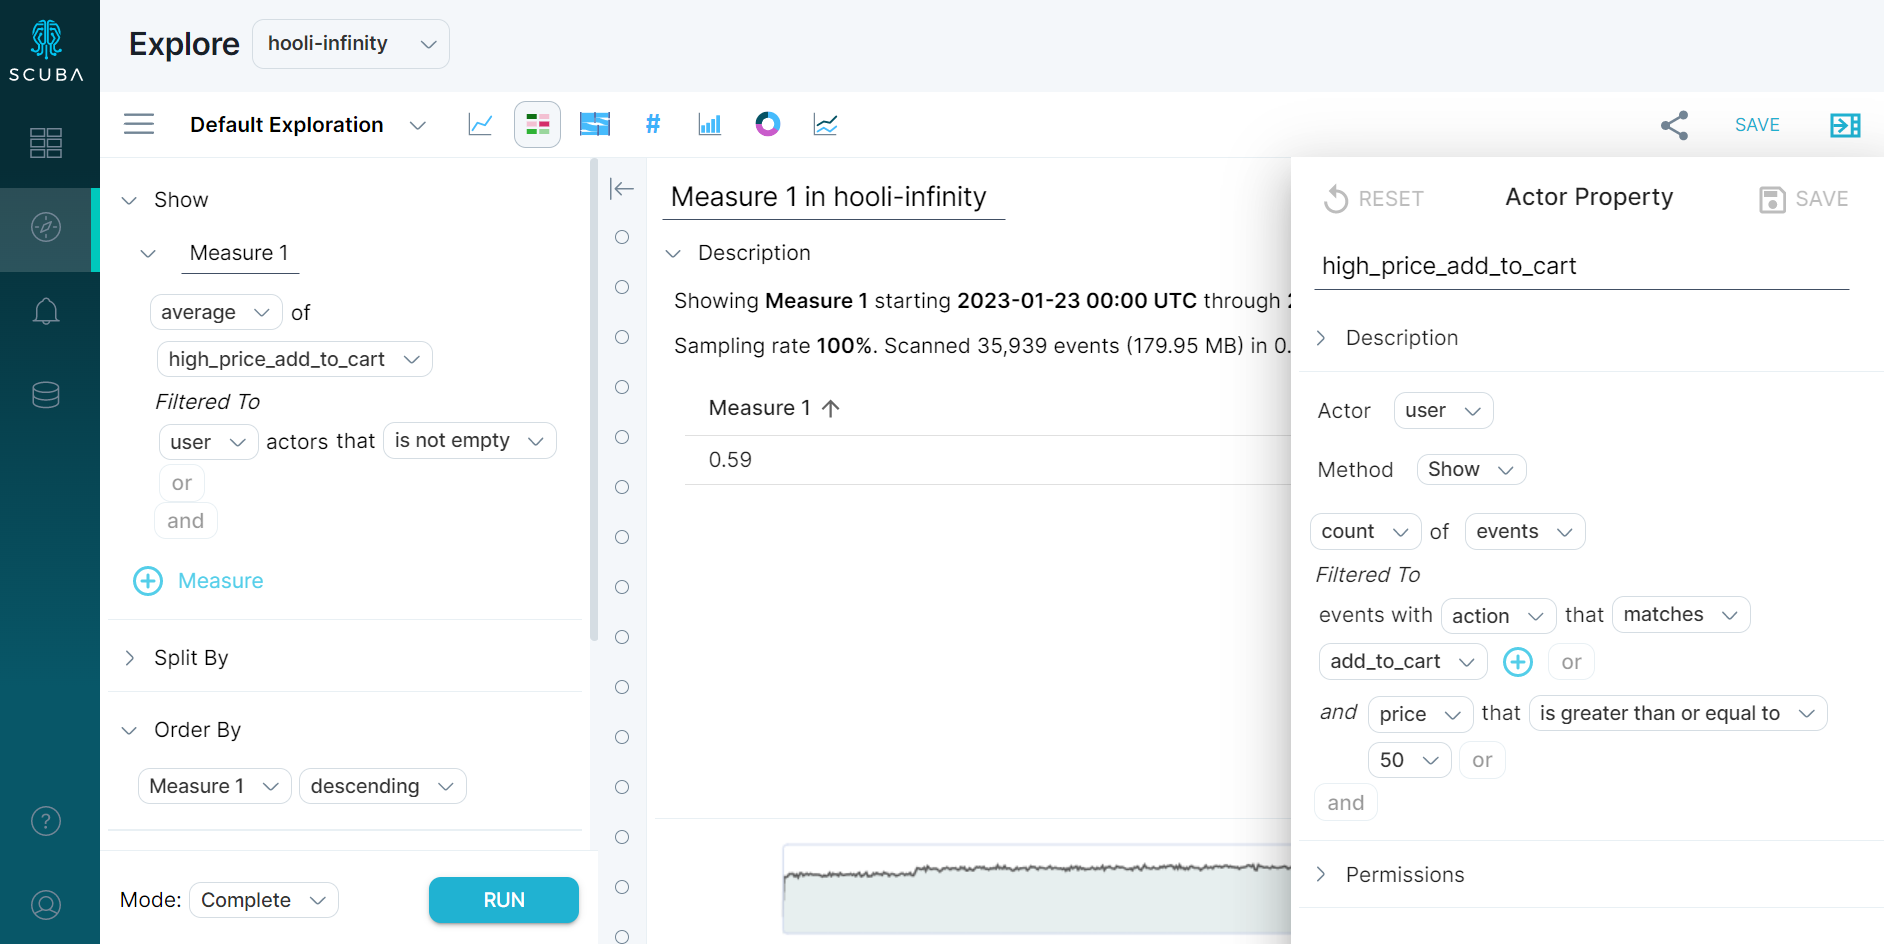 SCUBA
Explore
hooli-infinity
Default Exploration
#
SAVE
Show
Measure 1
average of
high_price_add_to_cart
Filtered To
user actors that is not empty
or
and
Measure
Split By
Order By
Measure 1 descending
Mode: Complete
RUN
?
Measure 1 in hooli-infinity
Description
Showing Measure 1 starting 2023-01-23 00:00 UTC through
Sampling rate 100%. Scanned 35,939 events (179.95 MB) in 0.
Measure 1
0.59
RESET
Actor Property
SAVE
high_price_add_to_cart
Description
Actor user
Method Show
count of events
Filtered To
events with action that matches
add_to_cart or
and price that is greater than or equal to
50 or
and
Permissions